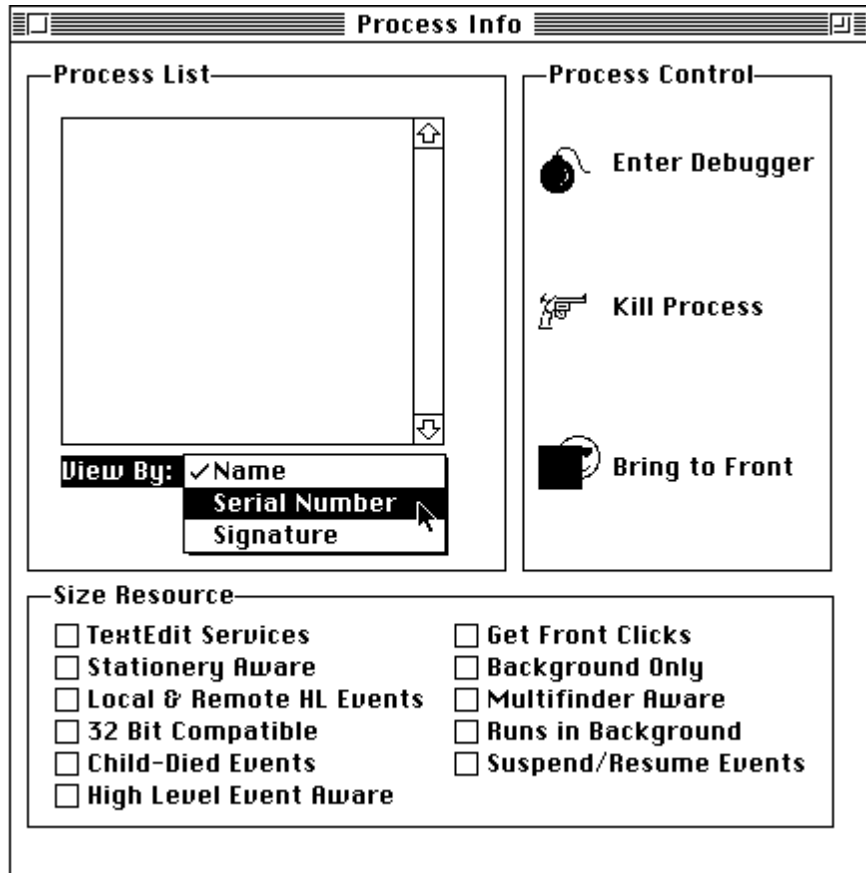 Process Info
Process List
Process Control
Enter Debugger
Kill Process
Bring to Front
View By:
✓Name
Serial Number
Signature
Size Resource
TextEdit Services
Stationery Aware
Local & Remote HL Events
32 Bit Compatible
Child-Died Events
High Level Event Aware
Get Front Clicks
Background Only
Multifinder Aware
Runs in Background
Suspend/Resume Events